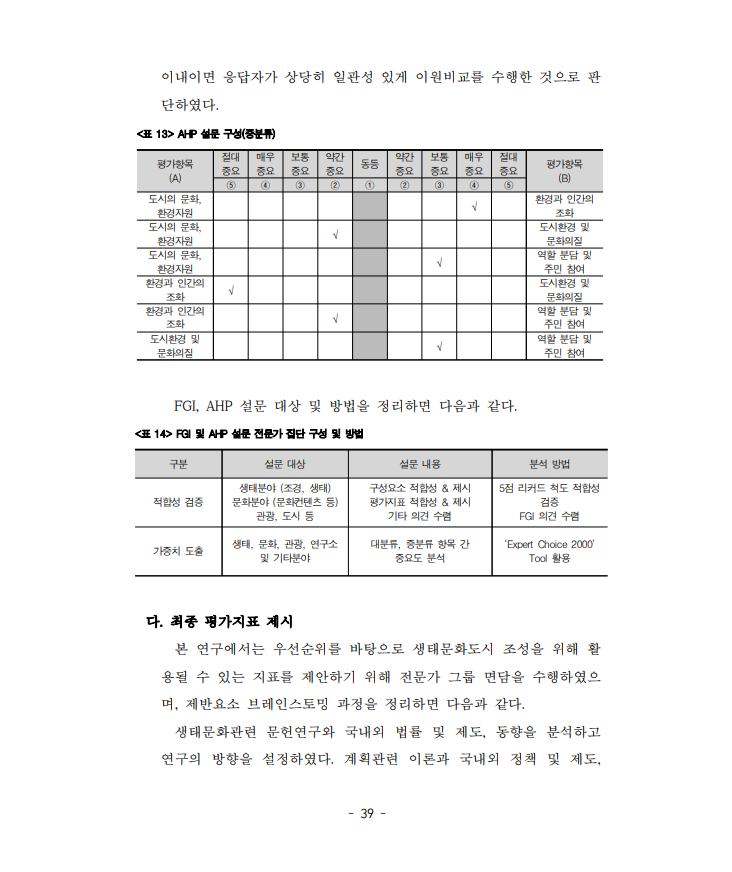 이내이면 응답자가 상당히 일관성 있게 이원비교를 수행한 것으로 판
단하였다.
<표 13> AHP 설문 구성(중분류)
평가항목 (A) 절대 중요 매우 중요 보통 중요 약간 중요 동등 약간 중요 보통 중요 매우 중요 절대 중요 평가항목 (B)
⑤ ④ ③ ② ① ② ③ ④ ⑤
도시의 문화, 환경자원 √ 환경과 인간의 조화
도시의 문화, 환경자원 √ 도시환경 및 문화의질
도시의 문화, 환경자원 √ 역할 분담 및 주민 참여
환경과 인간의 조화 √ 도시환경 및 문화의질
환경과 인간의 조화 √ 역할 분담 및 주민 참여
도시환경 및 문화의질 √ 역할 분담 및 주민 참여
FGI, AHP 설문 대상 및 방법을 정리하면 다음과 같다.
<표 14> FGI 및 AHP 설문 전문가 집단 구성 및 방법
구분 설문 대상 설문 내용 분석 방법
적합성 검증
생태분야 (조경, 생태)
문화분야 (문화컨텐츠 등)
관광, 도시 등
구성요소 적합성 & 제시
평가지표 적합성 & 제시
기타 의견 수렴
5점 리커드 척도 적합성
검증
FGI 의견 수렴
가중치 도출
생태, 문화, 관광, 연구소
및 기타분야
대분류, 중분류 항목 간
중요도 분석
'Expert Choice 2000'
Tool 활용
다. 최종 평가지표 제시
본 연구에서는 우선순위를 바탕으로 생태문화도시 조성을 위해 활
용될 수 있는 지표를 제안하기 위해 전문가 그룹 면담을 수행하였으
며, 제반요소 브레인스토밍 과정을 정리하면 다음과 같다.
생태문화관련 문헌연구와 국내외 법률 및 제도, 동향을 분석하고
연구의 방향을 설정하였다. 계획관련 이론과 국내외 정책 및 제도,
- 39 -